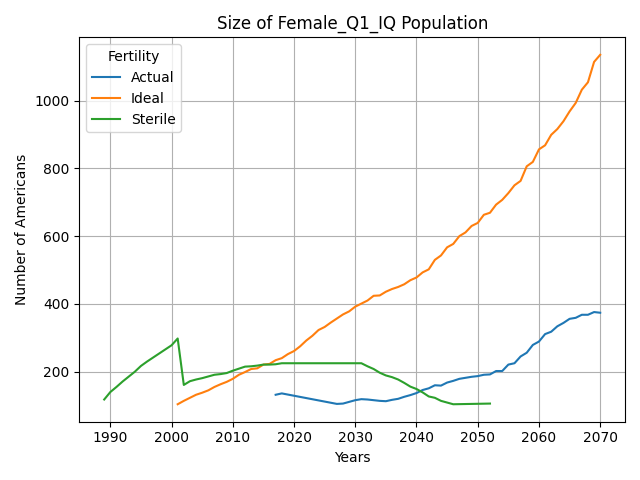 Size of Female_Q1_IQ Population
Fertility
Actual
Ideal
Sterile
Number of Americans
1000
800
600
400
200
1990 2000 2010 2020 2030 2040 2050 2060 2070
Years